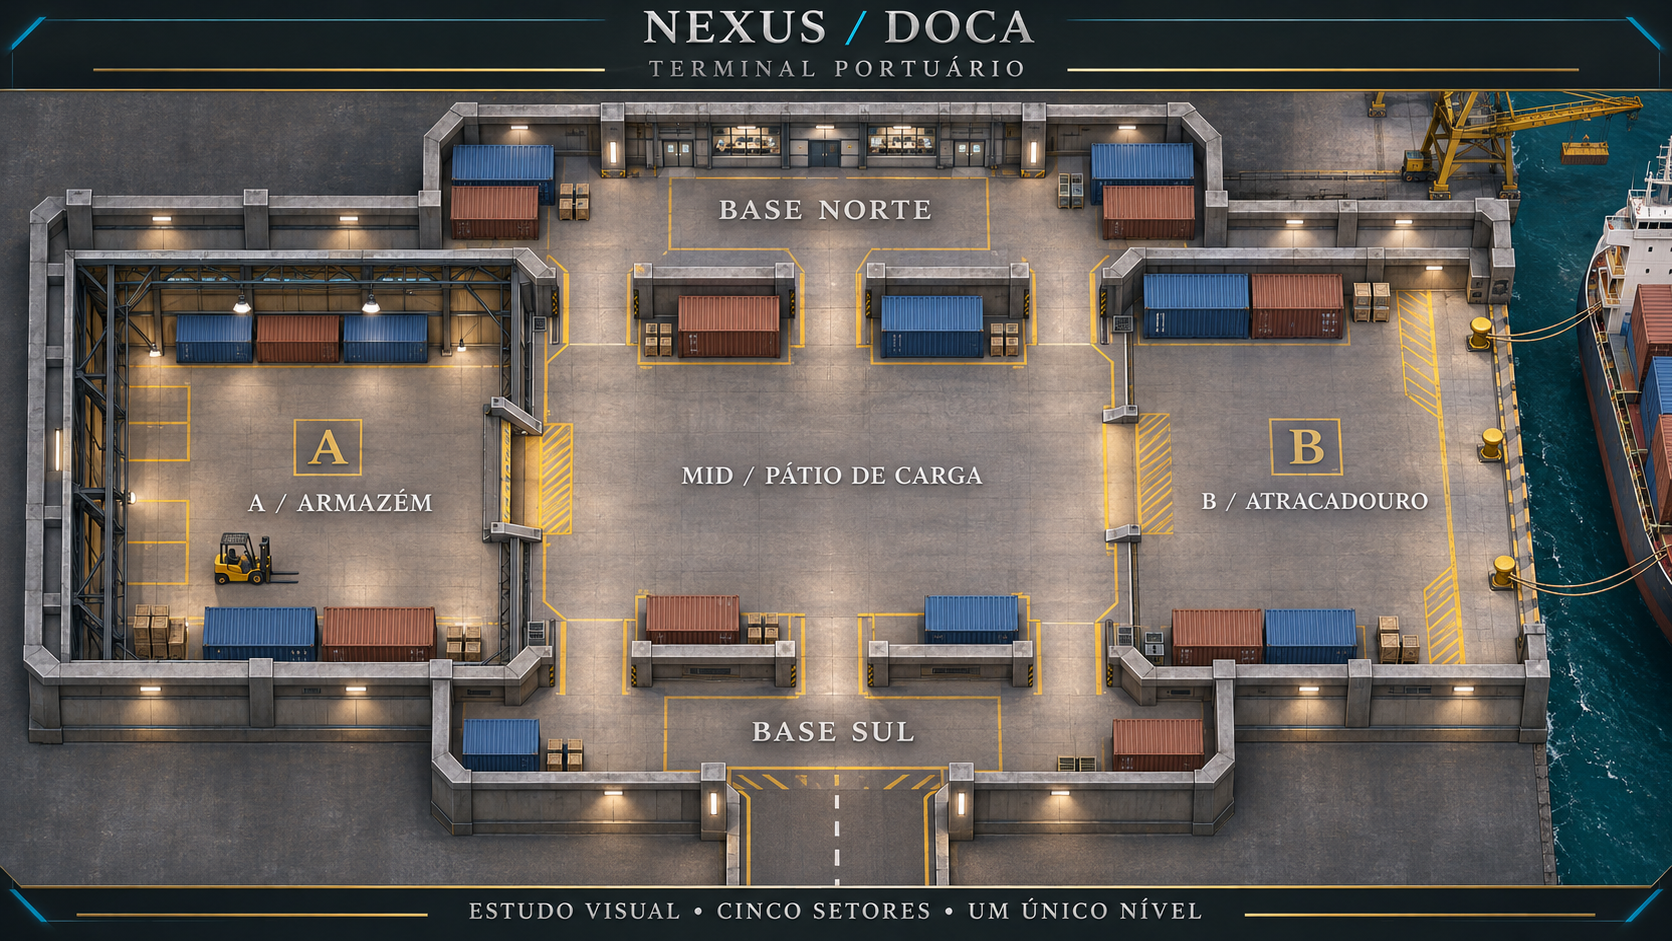 NEXUS / DOCA
TERMINAL PORTUÁRIO
BASE NORTE
A
A / ARMAZÉM
MID / PÁTIO DE CARGA
B
B / ATRACADOURO
BASE SUL
ESTUDO VISUAL • CINCO SETORES • UM ÚNICO NÍVEL